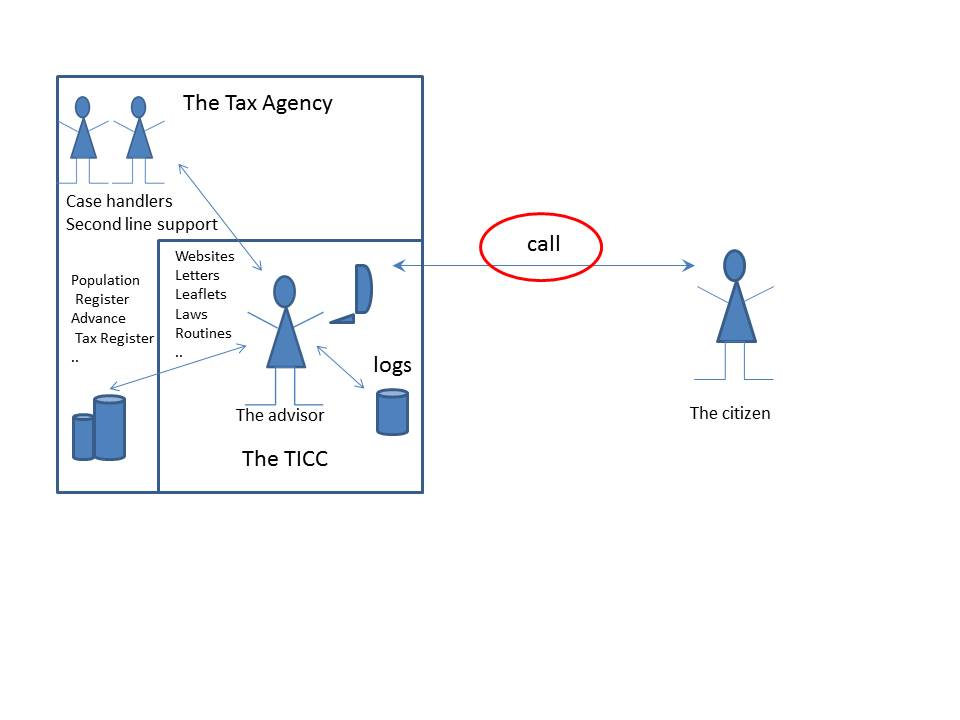 The Tax Agency
Case handlers
Second line support
call
Websites
Letters
Leaflets
Laws
Routines
..
Population
Register
Advance
Tax Register
..
logs
The advisor
The citizen
The TICC